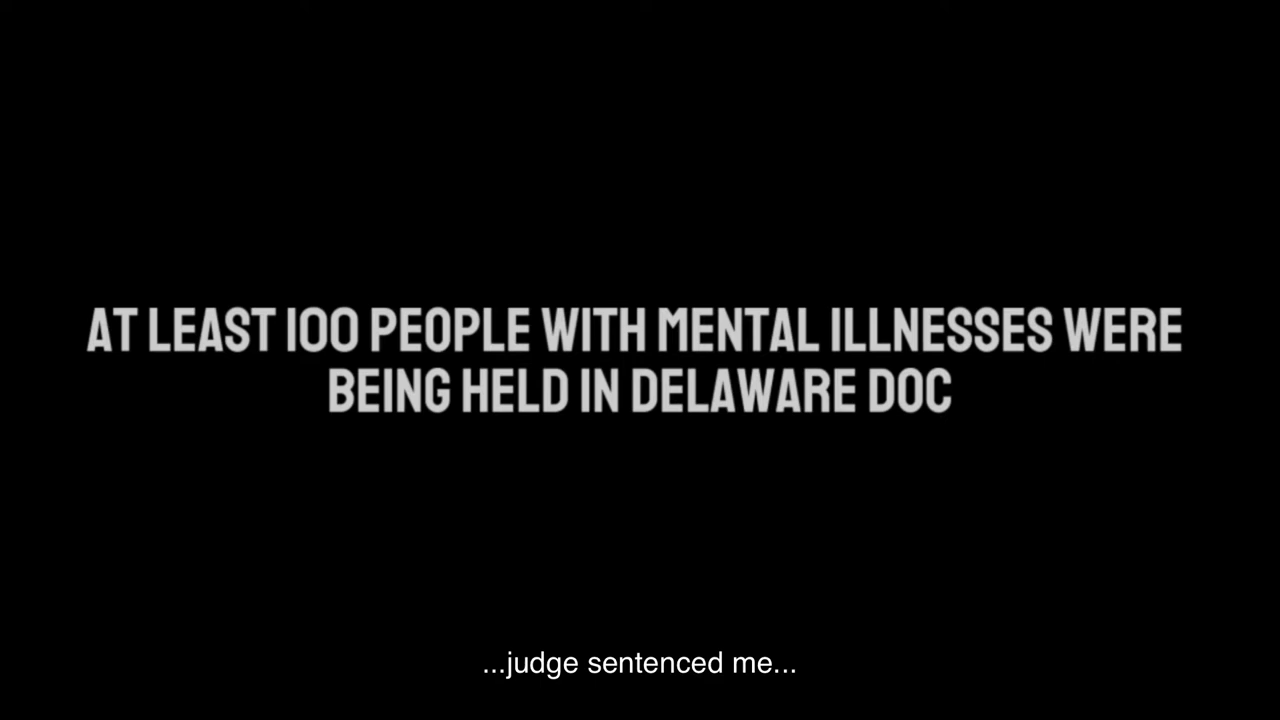 AT LEAST 100 PEOPLE WITH MENTAL ILLNESSES WERE
BEING HELD IN DELAWARE DOC
...judge sentenced me...